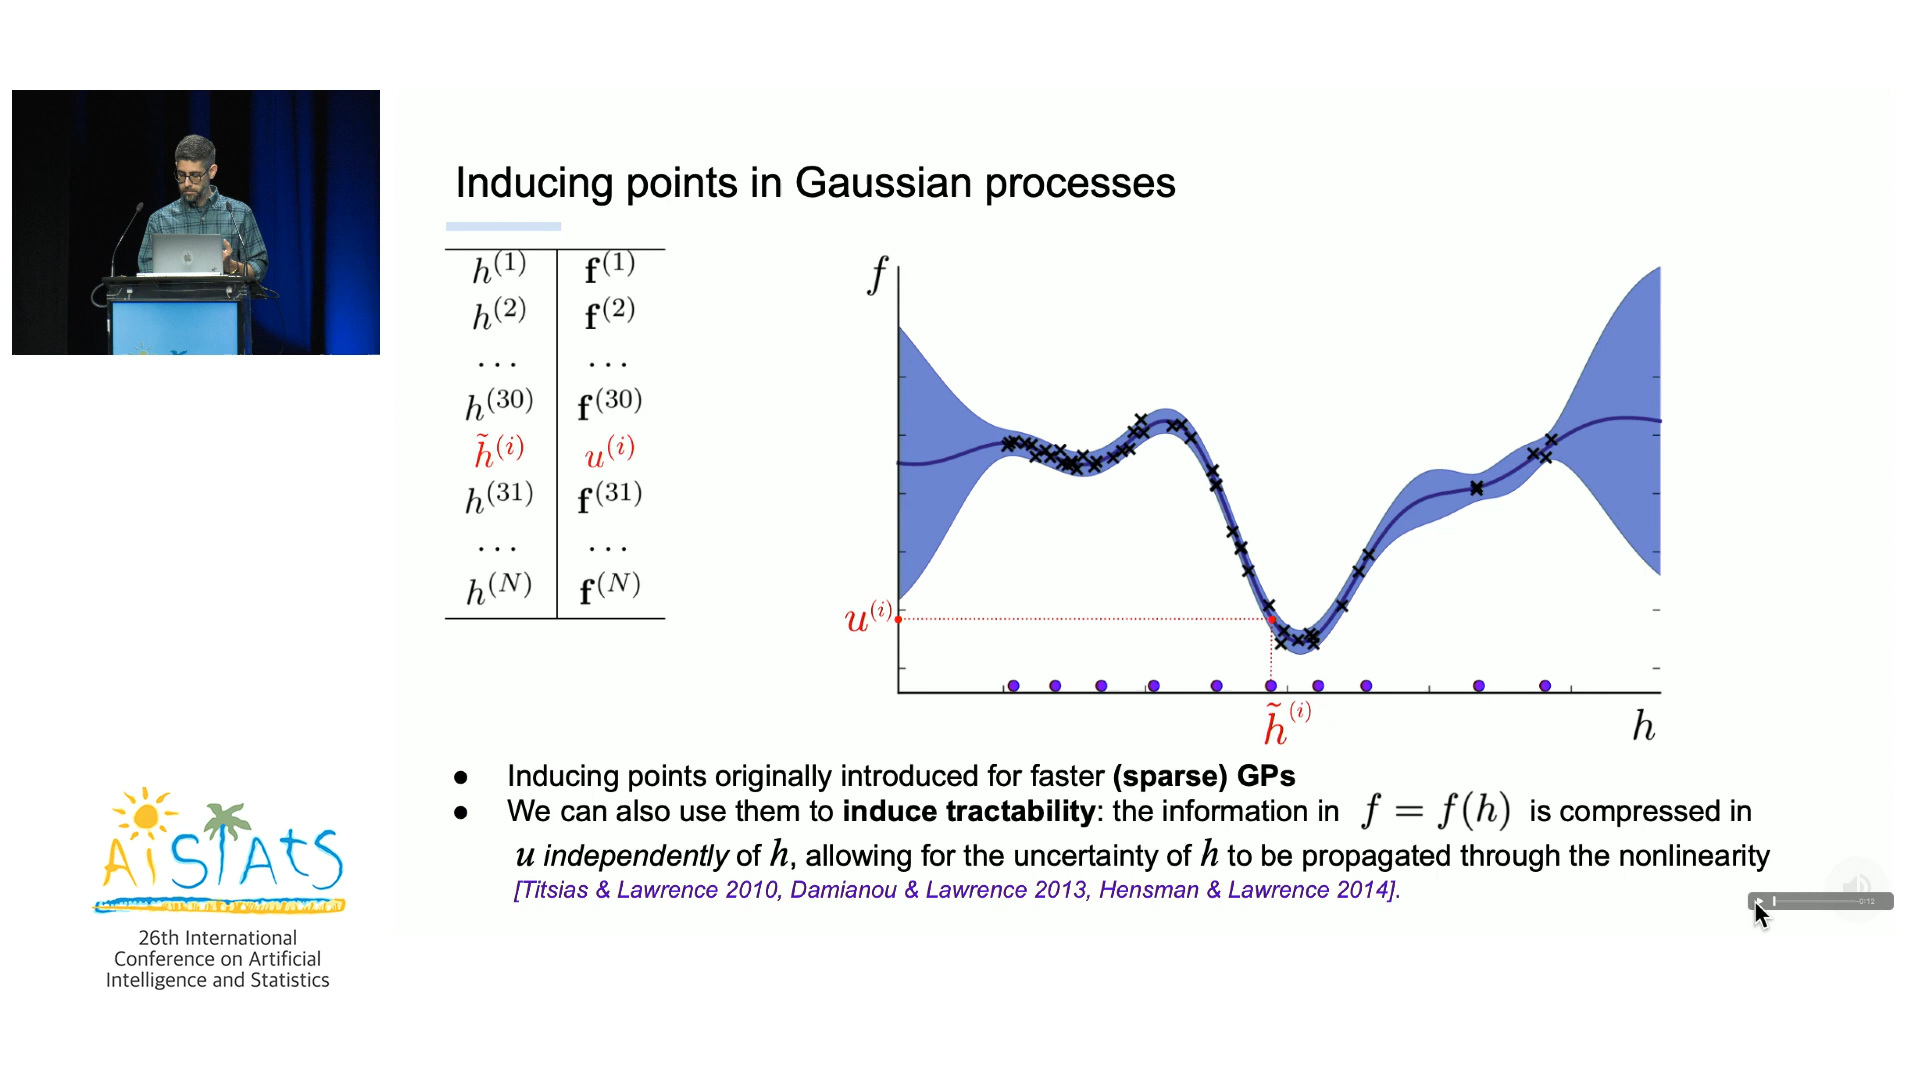 Inducing points in Gaussian processes
h^(1) f^(1)
h^(2) f^(2)
... ...
h^(30) f^(30)
h̃^(i) u^(i)
h^(31) f^(31)
... ...
h^(N) f^(N)
f
u^(i)
h̃^(i)
h
● Inducing points originally introduced for faster (sparse) GPs
● We can also use them to induce tractability: the information in f = f(h) is compressed in
u independently of h, allowing for the uncertainty of h to be propagated through the nonlinearity
[Titsias & Lawrence 2010, Damianou & Lawrence 2013, Hensman & Lawrence 2014].
-0:12
AiSTATS
26th International
Conference on Artificial
Intelligence and Statistics